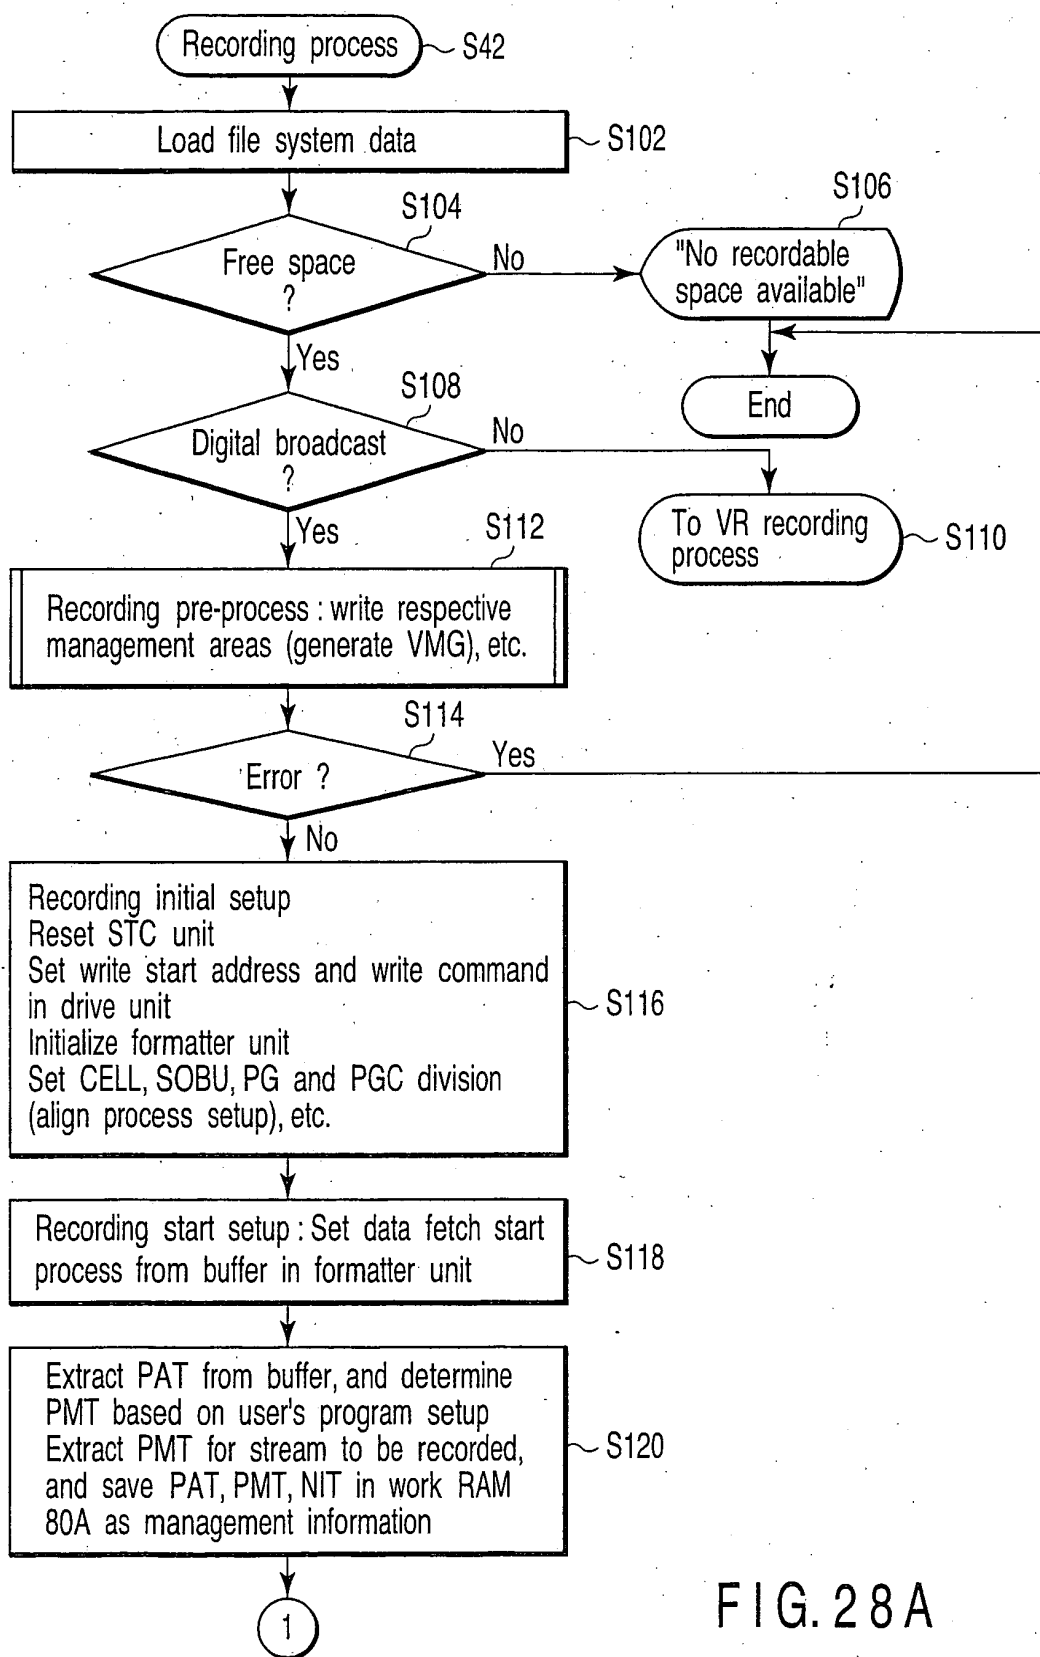 Recording process
S42
Load file system data
S102
S104
Free space
?
No
Yes
S106
"No recordable
space available"
End
S108
Digital broadcast
?
No
Yes
To VR recording
process
S110
S112
Recording pre-process : write respective
management areas (generate VMG), etc.
S114
Error ?
Yes
No
Recording initial setup
Reset STC unit
Set write start address and write command
in drive unit
Initialize formatter unit
Set CELL, SOBU, PG and PGC division
(align process setup), etc.
S116
Recording start setup : Set data fetch start
process from buffer in formatter unit
S118
Extract PAT from buffer, and determine
PMT based on user's program setup
Extract PMT for stream to be recorded,
and save PAT, PMT, NIT in work RAM
80A as management information
S120
1
FIG. 28A